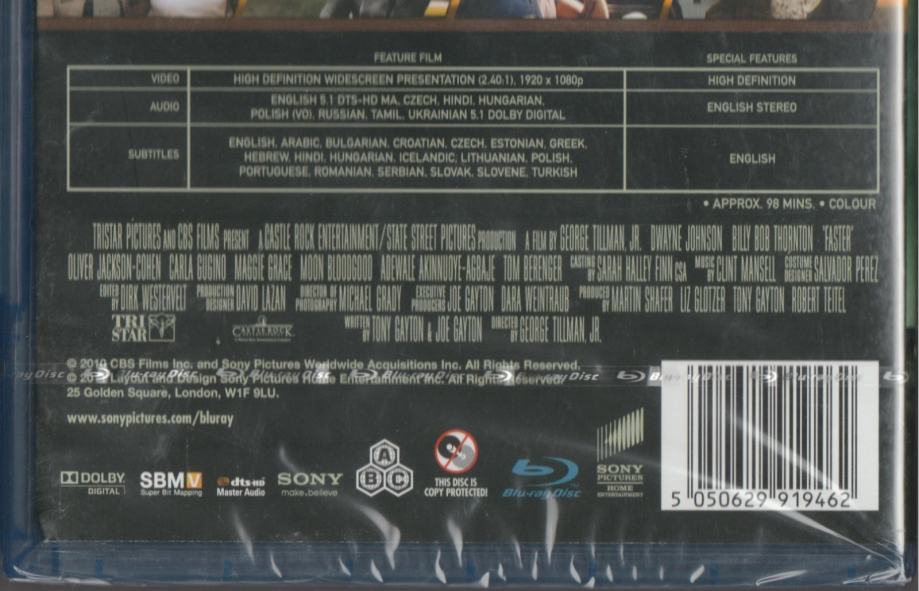 FEATURE FILM SPECIAL FEATURES
VIDEO HIGH DEFINITION WIDESCREEN PRESENTATION (2.40:1), 1920 x 1080p HIGH DEFINITION
AUDIO ENGLISH 5.1 DTS-HD MA, CZECH, HINDI, HUNGARIAN, ENGLISH STEREO
POLISH (VO), RUSSIAN, TAMIL, UKRAINIAN 5.1 DOLBY DIGITAL
SUBTITLES ENGLISH, ARABIC, BULGARIAN, CROATIAN, CZECH, ESTONIAN, GREEK, ENGLISH
HEBREW, HINDI, HUNGARIAN, ICELANDIC, LITHUANIAN, POLISH,
PORTUGUESE, ROMANIAN, SERBIAN, SLOVAK, SLOVENE, TURKISH
• APPROX. 98 MINS. • COLOUR
TRISTAR PICTURES AND CBS FILMS PRESENT A CASTLE ROCK ENTERTAINMENT/STATE STREET PICTURES PRODUCTION A FILM BY GEORGE TILLMAN, JR. DWAYNE JOHNSON BILLY BOB THORNTON "FASTER"
OLIVER JACKSON-COHEN CARLA GUGINO MAGGIE GRACE MOON BLOODGOOD ADEWALE AKINNUOYE-AGBAJE TOM BERENGER CASTING BY SARAH HALLEY FINN CSA MUSIC BY CLINT MANSELL COSTUME DESIGNER SALVADOR PEREZ
EDITED BY DIRK WESTERVELT PRODUCTION DESIGNER DAVID LAZAN DIRECTOR OF PHOTOGRAPHY MICHAEL GRADY EXECUTIVE PRODUCERS JOE GAYTON DARA WEINTRAUB PRODUCED BY MARTIN SHAFER LIZ GLOTZER TONY GAYTON ROBERT TEITEL
TRI STAR CASTLE ROCK WRITTEN BY TONY GAYTON & JOE GAYTON DIRECTED BY GEORGE TILLMAN, JR.
© 2010 CBS Films Inc. and Sony Pictures Worldwide Acquisitions Inc. All Rights Reserved.
Layout and Design Sony Pictures Home Entertainment Inc. All Rights Reserved.
25 Golden Square, London, W1F 9LU.
www.sonypictures.com/bluray
DOLBY DIGITAL
SBMV Super Bit Mapping
dts-HD Master Audio
SONY make.believe
A B C
THIS DISC IS COPY PROTECTED!
Blu-ray Disc
SONY PICTURES HOME ENTERTAINMENT
5 050629 919462